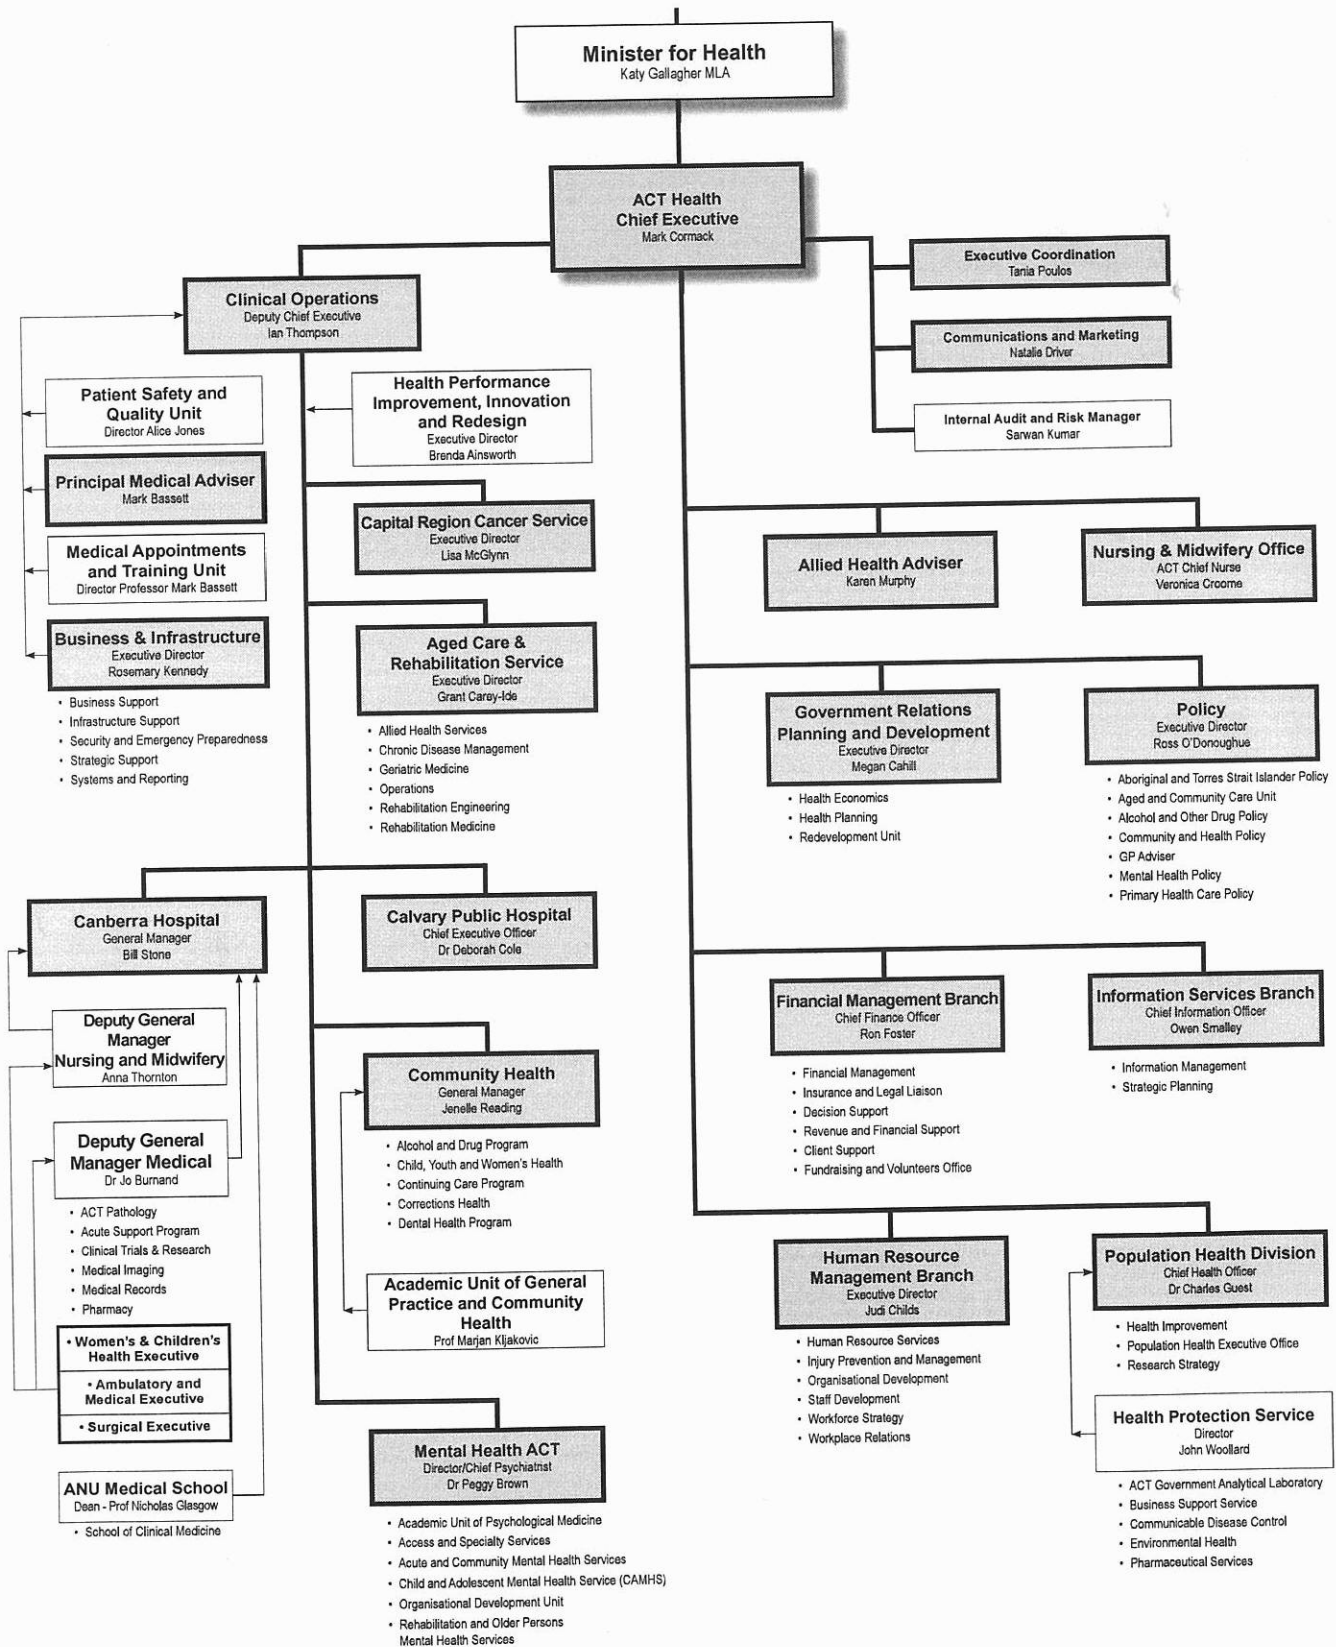 Minister for Health
Katy Gallagher MLA
ACT Health
Chief Executive
Mark Cormack
Executive Coordination
Tania Poulos
Communications and Marketing
Natalie Driver
Internal Audit and Risk Manager
Sarwan Kumar
Clinical Operations
Deputy Chief Executive
Ian Thompson
Patient Safety and
Quality Unit
Director Alice Jones
Principal Medical Adviser
Mark Bassett
Medical Appointments
and Training Unit
Director Professor Mark Bassett
Business & Infrastructure
Executive Director
Rosemary Kennedy
• Business Support
• Infrastructure Support
• Security and Emergency Preparedness
• Strategic Support
• Systems and Reporting
Health Performance
Improvement, Innovation
and Redesign
Executive Director
Brenda Ainsworth
Capital Region Cancer Service
Executive Director
Lisa McGlynn
Aged Care &
Rehabilitation Service
Executive Director
Grant Carey-Ide
• Allied Health Services
• Chronic Disease Management
• Geriatric Medicine
• Operations
• Rehabilitation Engineering
• Rehabilitation Medicine
Allied Health Adviser
Karen Murphy
Nursing & Midwifery Office
ACT Chief Nurse
Veronica Croome
Government Relations
Planning and Development
Executive Director
Megan Cahill
• Health Economics
• Health Planning
• Redevelopment Unit
Policy
Executive Director
Ross O'Donoughue
• Aboriginal and Torres Strait Islander Policy
• Aged and Community Care Unit
• Alcohol and Other Drug Policy
• Community and Health Policy
• GP Adviser
• Mental Health Policy
• Primary Health Care Policy
Canberra Hospital
General Manager
Bill Stone
Deputy General
Manager
Nursing and Midwifery
Anna Thornton
Deputy General
Manager Medical
Dr Jo Burnand
• ACT Pathology
• Acute Support Program
• Clinical Trials & Research
• Medical Imaging
• Medical Records
• Pharmacy
• Women's & Children's
Health Executive
• Ambulatory and
Medical Executive
• Surgical Executive
ANU Medical School
Dean - Prof Nicholas Glasgow
• School of Clinical Medicine
Calvary Public Hospital
Chief Executive Officer
Dr Deborah Cole
Community Health
General Manager
Jenelle Reading
• Alcohol and Drug Program
• Child, Youth and Women's Health
• Continuing Care Program
• Corrections Health
• Dental Health Program
Academic Unit of General
Practice and Community
Health
Prof Marjan Kljakovic
Mental Health ACT
Director/Chief Psychiatrist
Dr Peggy Brown
• Academic Unit of Psychological Medicine
• Access and Specialty Services
• Acute and Community Mental Health Services
• Child and Adolescent Mental Health Service (CAMHS)
• Organisational Development Unit
• Rehabilitation and Older Persons
Mental Health Services
Financial Management Branch
Chief Finance Officer
Ron Foster
• Financial Management
• Insurance and Legal Liaison
• Decision Support
• Revenue and Financial Support
• Client Support
• Fundraising and Volunteers Office
Information Services Branch
Chief Information Officer
Owen Smalley
• Information Management
• Strategic Planning
Human Resource
Management Branch
Executive Director
Judi Childs
• Human Resource Services
• Injury Prevention and Management
• Organisational Development
• Staff Development
• Workforce Strategy
• Workplace Relations
Population Health Division
Chief Health Officer
Dr Charles Guest
• Health Improvement
• Population Health Executive Office
• Research Strategy
Health Protection Service
Director
John Woollard
• ACT Government Analytical Laboratory
• Business Support Service
• Communicable Disease Control
• Environmental Health
• Pharmaceutical Services